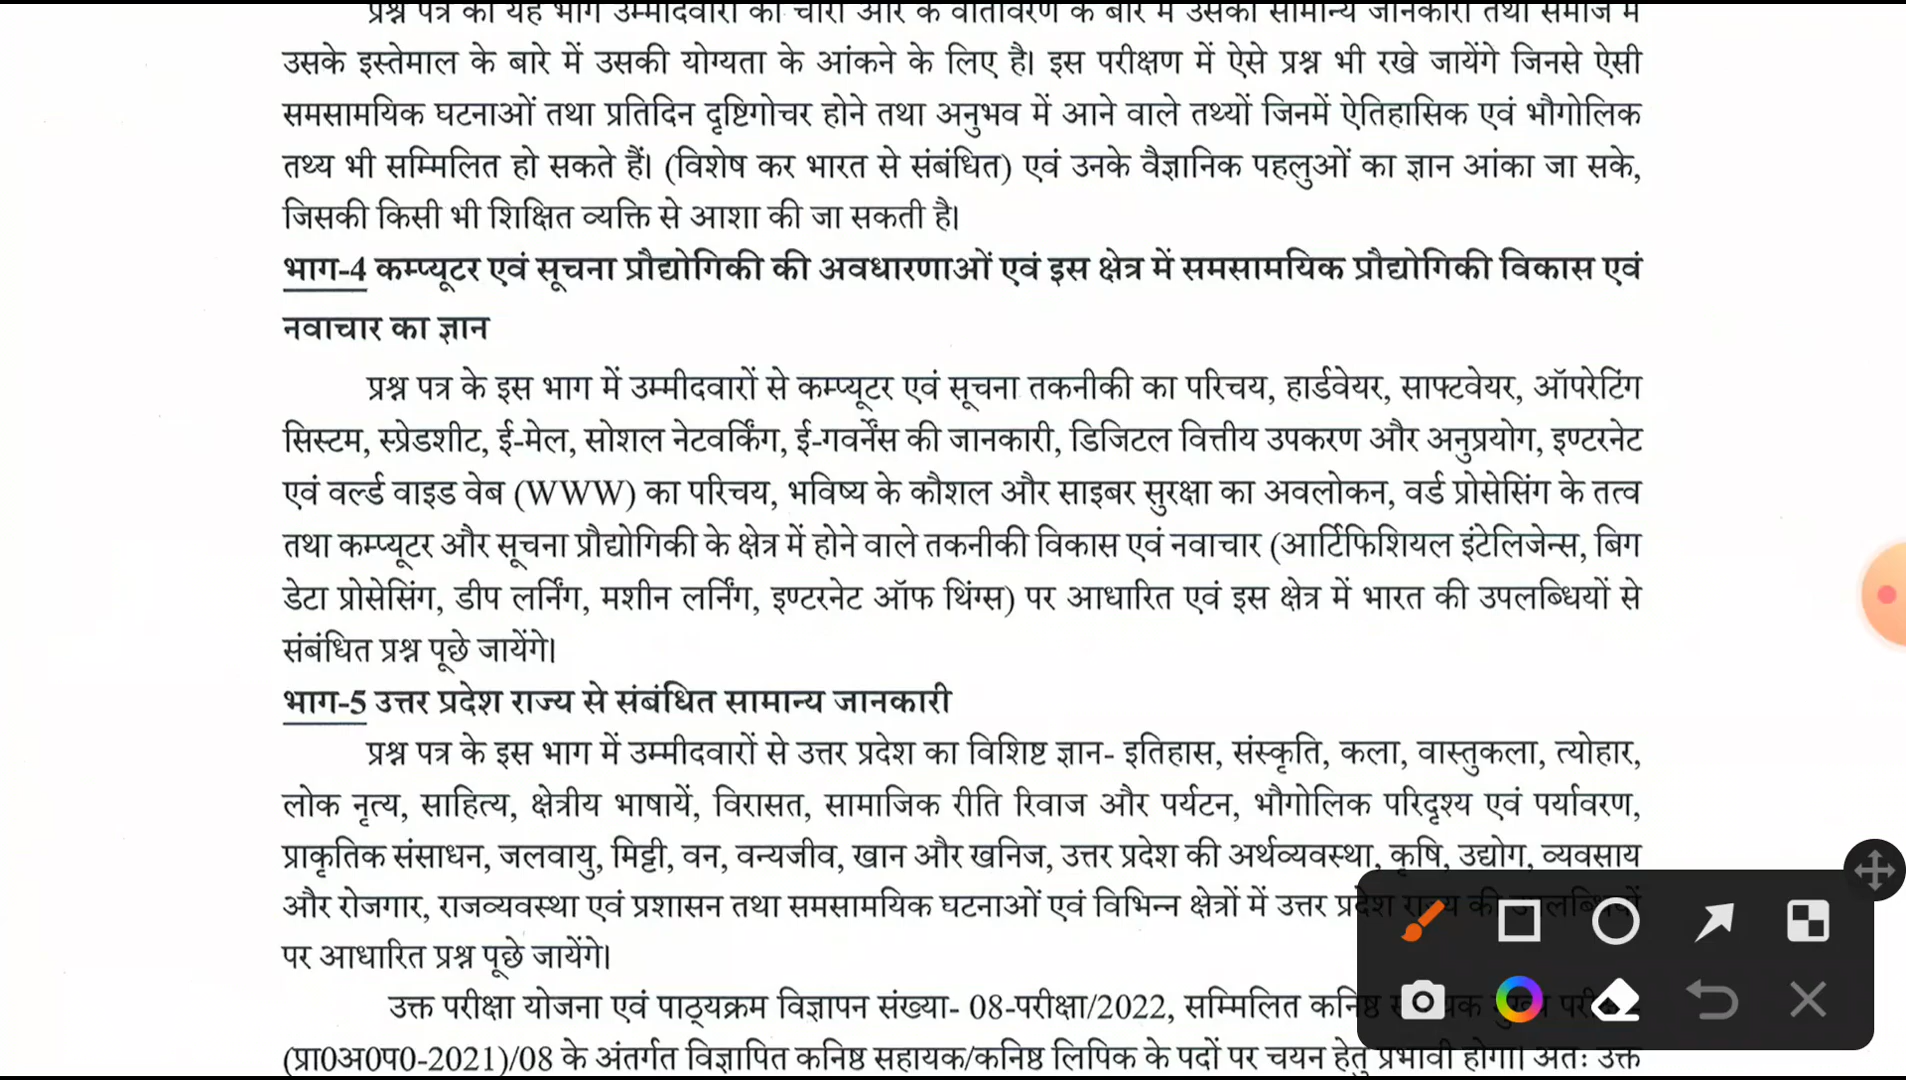 प्रश्न पत्र का यह भाग उम्मीदवारों की चारों ओर के वातावरण के बारे में उसकी सामान्य जानकारी तथा समाज में
उसके इस्तेमाल के बारे में उसकी योग्यता के आंकने के लिए है। इस परीक्षण में ऐसे प्रश्न भी रखे जायेंगे जिनसे ऐसी
समसामयिक घटनाओं तथा प्रतिदिन दृष्टिगोचर होने तथा अनुभव में आने वाले तथ्यों जिनमें ऐतिहासिक एवं भौगोलिक
तथ्य भी सम्मिलित हो सकते हैं। (विशेष कर भारत से संबंधित) एवं उनके वैज्ञानिक पहलुओं का ज्ञान आंका जा सके,
जिसकी किसी भी शिक्षित व्यक्ति से आशा की जा सकती है।
भाग-4 कम्प्यूटर एवं सूचना प्रौद्योगिकी की अवधारणाओं एवं इस क्षेत्र में समसामयिक प्रौद्योगिकी विकास एवं
नवाचार का ज्ञान
प्रश्न पत्र के इस भाग में उम्मीदवारों से कम्प्यूटर एवं सूचना तकनीकी का परिचय, हार्डवेयर, साफ्टवेयर, ऑपरेटिंग
सिस्टम, स्प्रेडशीट, ई-मेल, सोशल नेटवर्किंग, ई-गवर्नेंस की जानकारी, डिजिटल वित्तीय उपकरण और अनुप्रयोग, इण्टरनेट
एवं वर्ल्ड वाइड वेब (WWW) का परिचय, भविष्य के कौशल और साइबर सुरक्षा का अवलोकन, वर्ड प्रोसेसिंग के तत्व
तथा कम्प्यूटर और सूचना प्रौद्योगिकी के क्षेत्र में होने वाले तकनीकी विकास एवं नवाचार (आर्टिफिशियल इंटेलिजेन्स, बिग
डेटा प्रोसेसिंग, डीप लर्निंग, मशीन लर्निंग, इण्टरनेट ऑफ थिंग्स) पर आधारित एवं इस क्षेत्र में भारत की उपलब्धियों से
संबंधित प्रश्न पूछे जायेंगे।
भाग-5 उत्तर प्रदेश राज्य से संबंधित सामान्य जानकारी
प्रश्न पत्र के इस भाग में उम्मीदवारों से उत्तर प्रदेश का विशिष्ट ज्ञान- इतिहास, संस्कृति, कला, वास्तुकला, त्योहार,
लोक नृत्य, साहित्य, क्षेत्रीय भाषायें, विरासत, सामाजिक रीति रिवाज और पर्यटन, भौगोलिक परिदृश्य एवं पर्यावरण,
प्राकृतिक संसाधन, जलवायु, मिट्टी, वन, वन्यजीव, खान और खनिज, उत्तर प्रदेश की अर्थव्यवस्था, कृषि, उद्योग, व्यवसाय
और रोजगार, राजव्यवस्था एवं प्रशासन तथा समसामयिक घटनाओं एवं विभिन्न क्षेत्रों में उत्तर प्रदेश राज्य की उपलब्धियों
पर आधारित प्रश्न पूछे जायेंगे।
उक्त परीक्षा योजना एवं पाठ्यक्रम विज्ञापन संख्या- 08-परीक्षा/2022, सम्मिलित कनिष्ठ
(प्रा0अ0प0-2021)/08 के अंतर्गत विज्ञापित कनिष्ठ सहायक/कनिष्ठ लिपिक के पदों पर चयन हेतु प्रभावी होगा। अतः उक्त